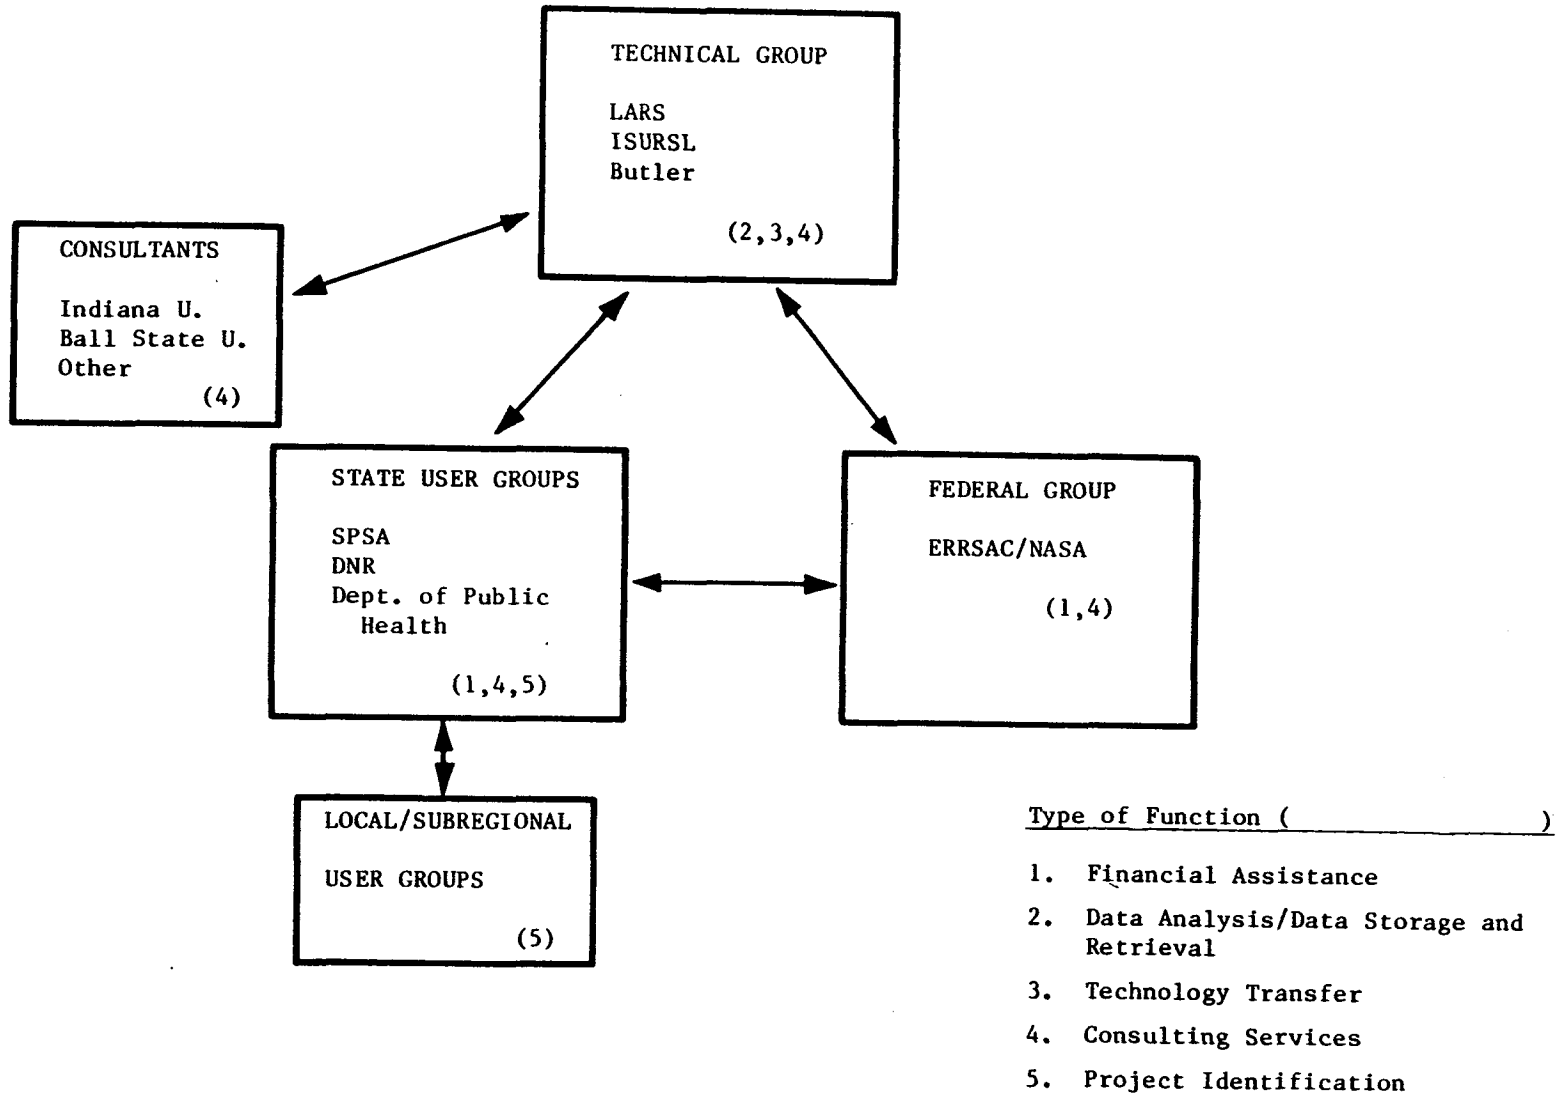 TECHNICAL GROUP
LARS
ISURSL
Butler
(2,3,4)
CONSULTANTS
Indiana U.
Ball State U.
Other
(4)
STATE USER GROUPS
SPSA
DNR
Dept. of Public
Health
(1,4,5)
FEDERAL GROUP
ERRSAC/NASA
(1,4)
LOCAL/SUBREGIONAL
USER GROUPS
(5)
Type of Function ( )
1. Financial Assistance
2. Data Analysis/Data Storage and
Retrieval
3. Technology Transfer
4. Consulting Services
5. Project Identification